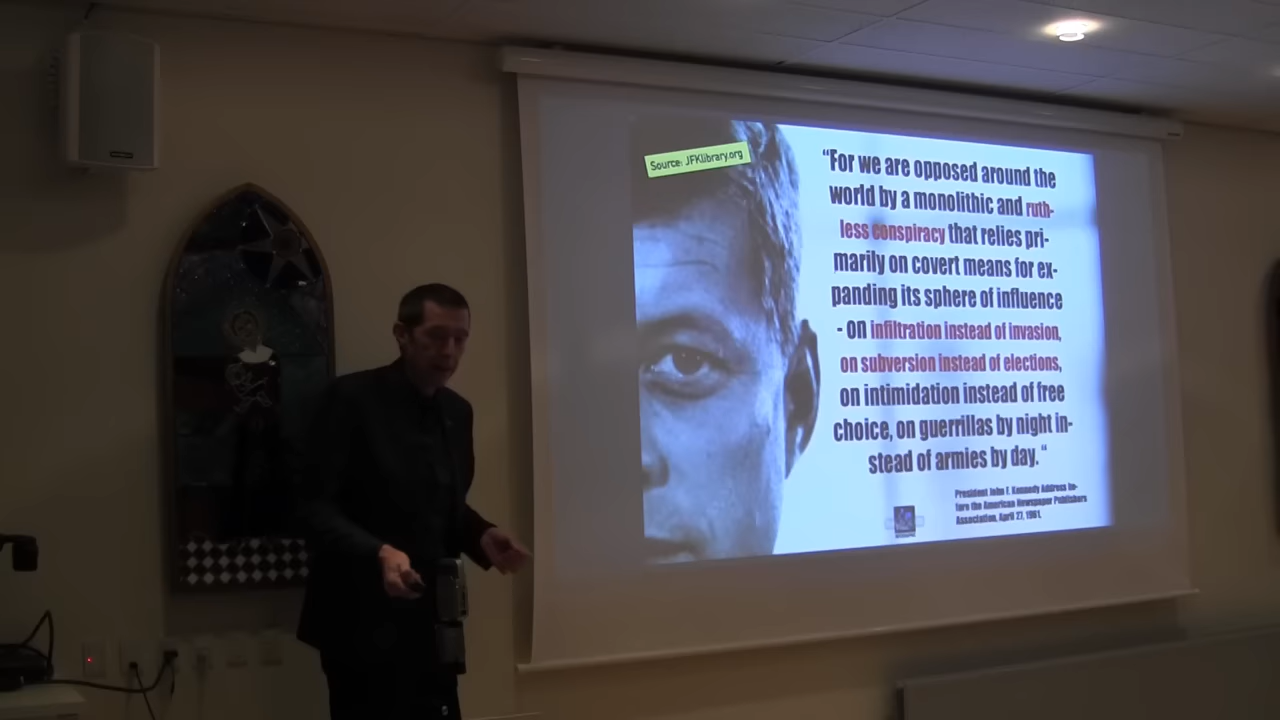 Source: JFKlibrary.org
“For we are opposed around the
world by a monolithic and ruth-
less conspiracy that relies pri-
marily on covert means for ex-
panding its sphere of influence
- on infiltration instead of invasion,
on subversion instead of elections,
on intimidation instead of free
choice, on guerrillas by night in-
stead of armies by day.“
President John F. Kennedy Address be-
fore the American Newspaper Publishers
Association, April 27, 1961.